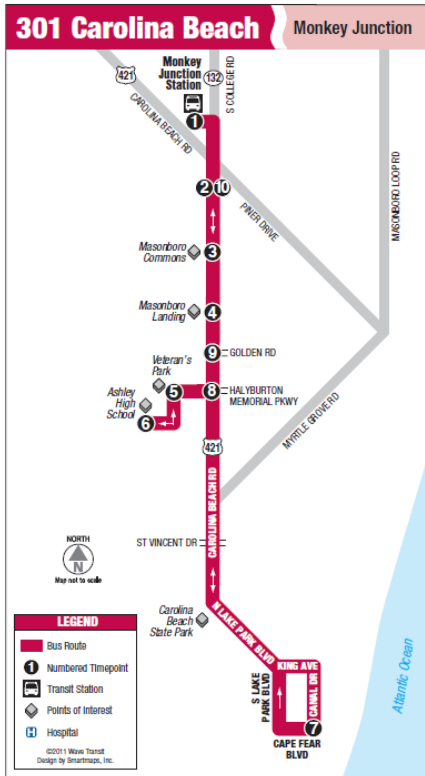 301 Carolina Beach
Monkey Junction
421
Monkey
Junction
Station
132
S COLLEGE RD
1
CAROLINA BEACH RD
MASONBORO LOOP RD
2
10
PINER DRIVE
Masonboro
Commons
3
Masonboro
Landing
4
9
GOLDEN RD
Veteran's
Park
5
8
HALYBURTON
MEMORIAL PKWY
Ashley
High
School
6
MYRTLE GROVE RD
421
CAROLINA BEACH RD
ST VINCENT DR
NORTH
N
Map not to scale
Carolina
Beach
State Park
N LAKE PARK BLVD
KING AVE
S LAKE
PARK BLVD
CANAL DR
7
CAPE FEAR
BLVD
Atlantic Ocean
LEGEND
Bus Route
1
Numbered Timepoint
Transit Station
Points of Interest
H
Hospital
©2011 Wave Transit
Design by Smartmaps, Inc.